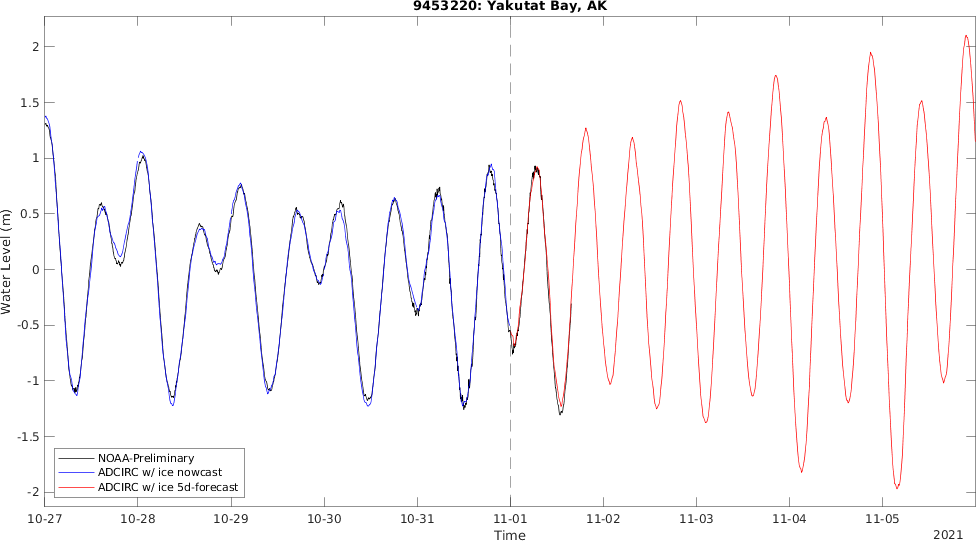 9453220: Yakutat Bay, AK
Water Level (m)
2
1.5
1
0.5
0
-0.5
-1
-1.5
-2
NOAA-Preliminary
ADCIRC w/ ice nowcast
ADCIRC w/ ice 5d-forecast
10-27 10-28 10-29 10-30 10-31 11-01 11-02 11-03 11-04 11-05
Time
2021